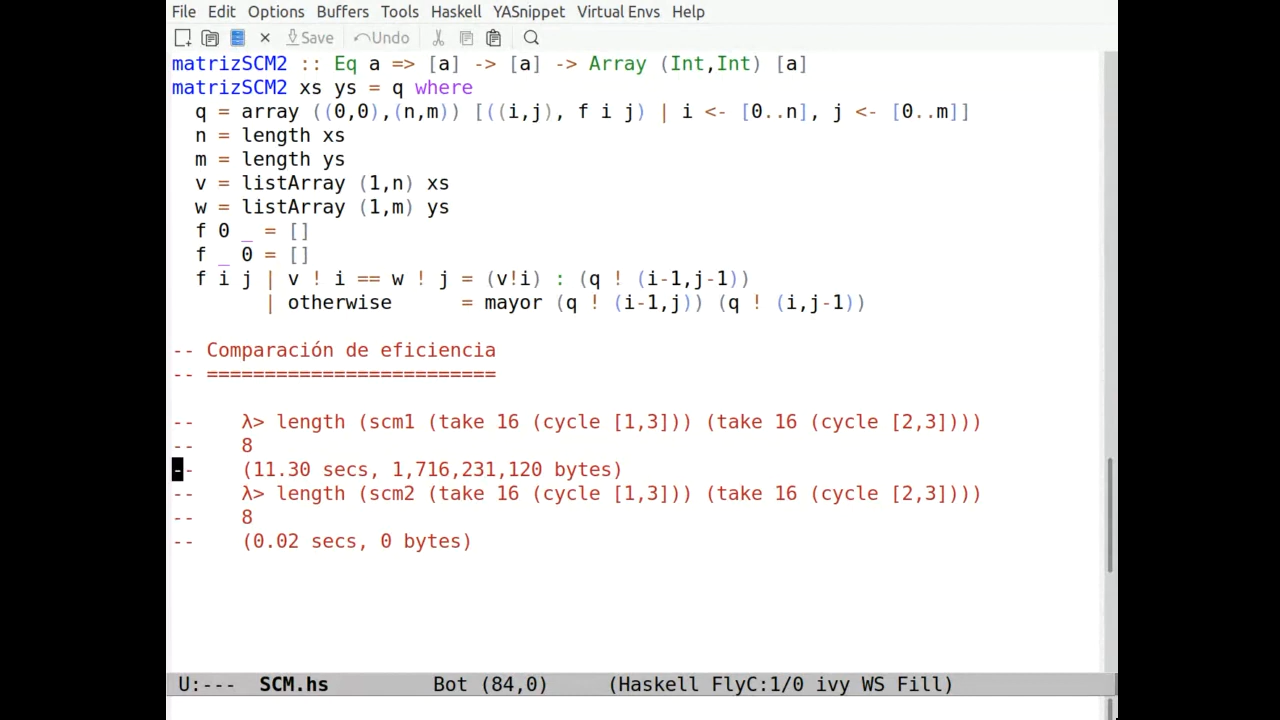 File Edit Options Buffers Tools Haskell YASnippet Virtual Envs Help
Save Undo
matrizSCM2 :: Eq a => [a] -> [a] -> Array (Int,Int) [a]
matrizSCM2 xs ys = q where
  q = array ((0,0),(n,m)) [((i,j), f i j) | i <- [0..n], j <- [0..m]]
  n = length xs
  m = length ys
  v = listArray (1,n) xs
  w = listArray (1,m) ys
  f 0 _ = []
  f _ 0 = []
  f i j | v ! i == w ! j = (v!i) : (q ! (i-1,j-1))
        | otherwise      = mayor (q ! (i-1,j)) (q ! (i,j-1))
-- Comparación de eficiencia
-- =========================
--    λ> length (scm1 (take 16 (cycle [1,3])) (take 16 (cycle [2,3])))
--    8
--    (11.30 secs, 1,716,231,120 bytes)
--    λ> length (scm2 (take 16 (cycle [1,3])) (take 16 (cycle [2,3])))
--    8
--    (0.02 secs, 0 bytes)
U:--- SCM.hs Bot (84,0) (Haskell FlyC:1/0 ivy WS Fill)